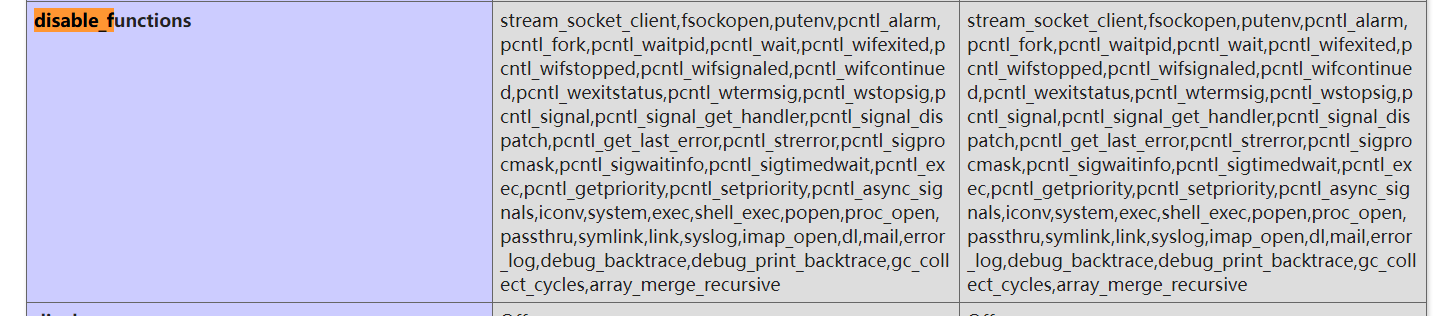 disable_functions
stream_socket_client,fsockopen,putenv,pcntl_alarm,
pcntl_fork,pcntl_waitpid,pcntl_wait,pcntl_wifexited,p
cntl_wifstopped,pcntl_wifsignaled,pcntl_wifcontinue
d,pcntl_wexitstatus,pcntl_wtermsig,pcntl_wstopsig,p
cntl_signal,pcntl_signal_get_handler,pcntl_signal_dis
patch,pcntl_get_last_error,pcntl_strerror,pcntl_sigpro
cmask,pcntl_sigwaitinfo,pcntl_sigtimedwait,pcntl_ex
ec,pcntl_getpriority,pcntl_setpriority,pcntl_async_sig
nals,iconv,system,exec,shell_exec,popen,proc_open,
passthru,symlink,link,syslog,imap_open,dl,mail,error
_log,debug_backtrace,debug_print_backtrace,gc_coll
ect_cycles,array_merge_recursive
stream_socket_client,fsockopen,putenv,pcntl_alarm,
pcntl_fork,pcntl_waitpid,pcntl_wait,pcntl_wifexited,p
cntl_wifstopped,pcntl_wifsignaled,pcntl_wifcontinue
d,pcntl_wexitstatus,pcntl_wtermsig,pcntl_wstopsig,p
cntl_signal,pcntl_signal_get_handler,pcntl_signal_dis
patch,pcntl_get_last_error,pcntl_strerror,pcntl_sigpro
cmask,pcntl_sigwaitinfo,pcntl_sigtimedwait,pcntl_ex
ec,pcntl_getpriority,pcntl_setpriority,pcntl_async_sig
nals,iconv,system,exec,shell_exec,popen,proc_open,
passthru,symlink,link,syslog,imap_open,dl,mail,error
_log,debug_backtrace,debug_print_backtrace,gc_coll
ect_cycles,array_merge_recursive